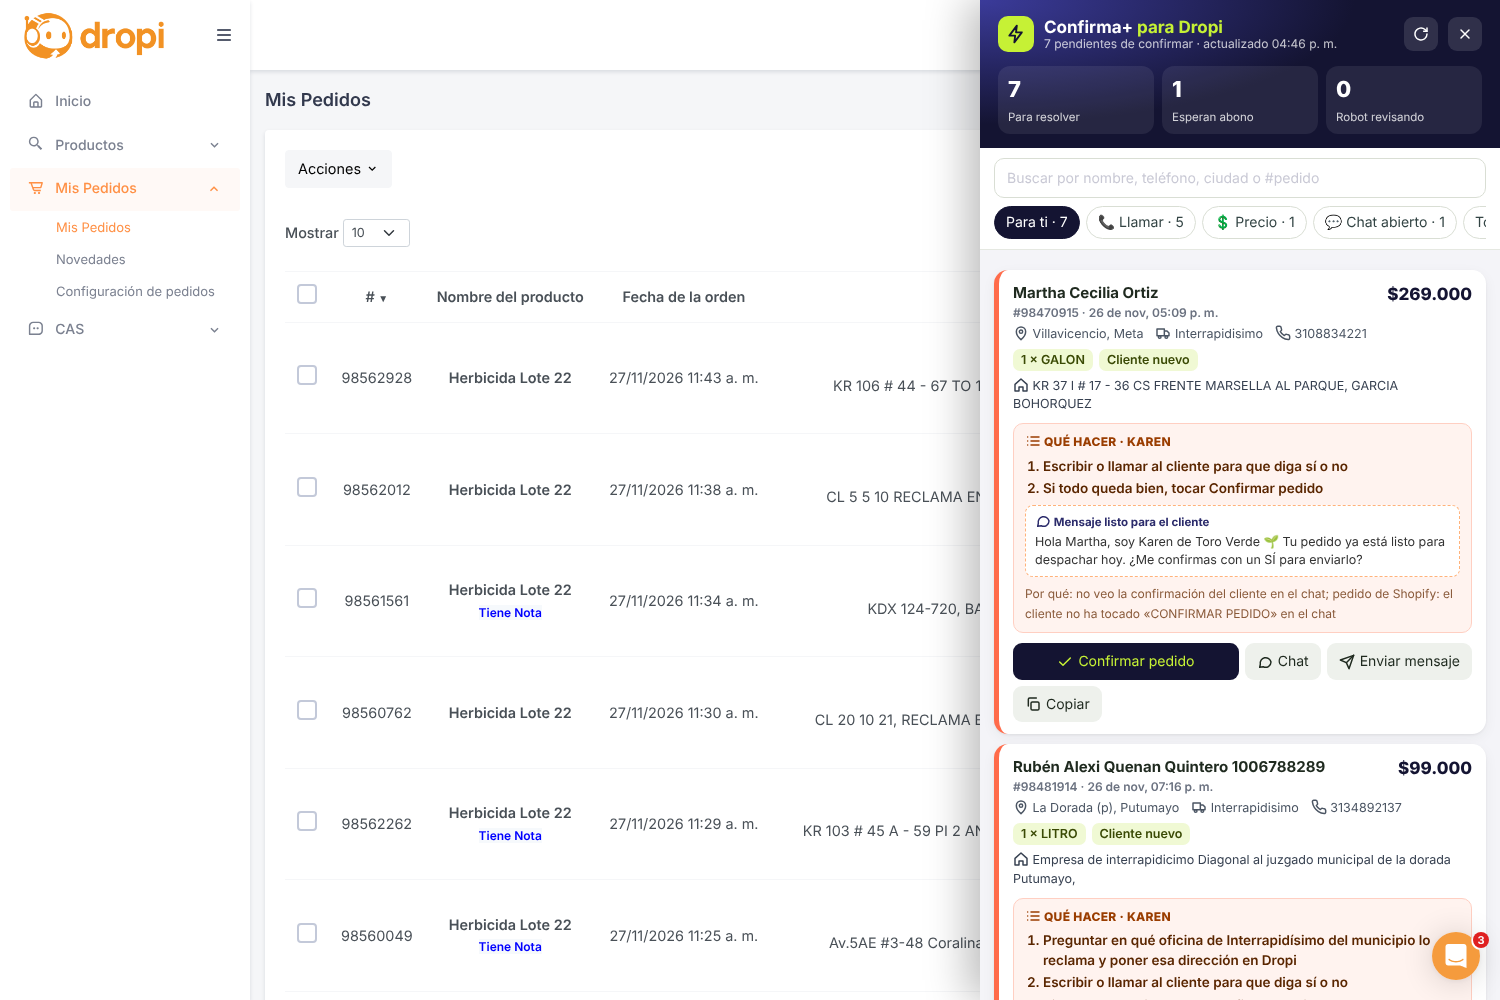 dropi
Inicio
Productos
Mis Pedidos
Mis Pedidos
Novedades
Configuración de pedidos
CAS
Mis Pedidos
Acciones
Mostrar 10
# ▼ Nombre del producto Fecha de la orden
98562928 Herbicida Lote 22 27/11/2026 11:43 a. m. KR 106 # 44 - 67 TO 1
98562012 Herbicida Lote 22 27/11/2026 11:38 a. m. CL 5 5 10 RECLAMA EN
98561561 Herbicida Lote 22 27/11/2026 11:34 a. m. KDX 124-720, BA
Tiene Nota
98560762 Herbicida Lote 22 27/11/2026 11:30 a. m. CL 20 10 21, RECLAMA E
98562262 Herbicida Lote 22 27/11/2026 11:29 a. m. KR 103 # 45 A - 59 PI 2 AN
Tiene Nota
98560049 Herbicida Lote 22 27/11/2026 11:25 a. m. Av.5AE #3-48 Coralina
Tiene Nota
Confirma+ para Dropi
7 pendientes de confirmar · actualizado 04:46 p. m.
7 Para resolver
1 Esperan abono
0 Robot revisando
Buscar por nombre, teléfono, ciudad o #pedido
Para ti · 7 📞 Llamar · 5 💲 Precio · 1 💬 Chat abierto · 1 To
Martha Cecilia Ortiz $269.000
#98470915 · 26 de nov, 05:09 p. m.
Villavicencio, Meta Interrapidisimo 3108834221
1 × GALON Cliente nuevo
KR 37 I # 17 - 36 CS FRENTE MARSELLA AL PARQUE, GARCIA
BOHORQUEZ
QUÉ HACER · KAREN
1. Escribir o llamar al cliente para que diga sí o no
2. Si todo queda bien, tocar Confirmar pedido
Mensaje listo para el cliente
Hola Martha, soy Karen de Toro Verde 🌱 Tu pedido ya está listo para
despachar hoy. ¿Me confirmas con un SÍ para enviarlo?
Por qué: no veo la confirmación del cliente en el chat; pedido de Shopify: el
cliente no ha tocado «CONFIRMAR PEDIDO» en el chat
Confirmar pedido Chat Enviar mensaje
Copiar
Rubén Alexi Quenan Quintero 1006788289 $99.000
#98481914 · 26 de nov, 07:16 p. m.
La Dorada (p), Putumayo Interrapidisimo 3134892137
1 × LITRO Cliente nuevo
Empresa de interrapidicimo Diagonal al juzgado municipal de la dorada
Putumayo,
QUÉ HACER · KAREN
1. Preguntar en qué oficina de Interrapidísimo del municipio lo
reclama y poner esa dirección en Dropi
2. Escribir o llamar al cliente para que diga sí o no
3